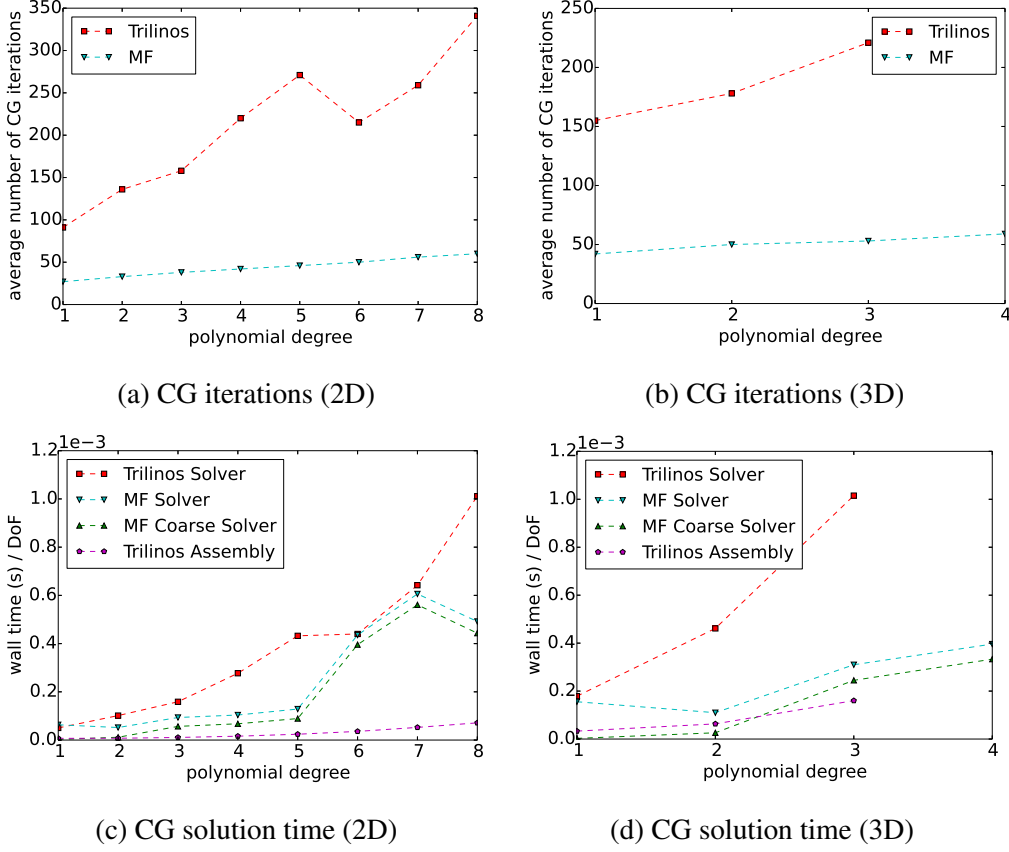 350
300
250
200
150
100
50
0
average number of CG iterations
Trilinos
MF
1 2 3 4 5 6 7 8
polynomial degree
(a) CG iterations (2D)
250
200
150
100
50
0
average number of CG iterations
Trilinos
MF
1 2 3 4
polynomial degree
(b) CG iterations (3D)
1e−3
1.2
1.0
0.8
0.6
0.4
0.2
0.0
wall time (s) / DoF
Trilinos Solver
MF Solver
MF Coarse Solver
Trilinos Assembly
1 2 3 4 5 6 7 8
polynomial degree
(c) CG solution time (2D)
1e−3
1.2
1.0
0.8
0.6
0.4
0.2
0.0
wall time (s) / DoF
Trilinos Solver
MF Solver
MF Coarse Solver
Trilinos Assembly
1 2 3 4
polynomial degree
(d) CG solution time (3D)